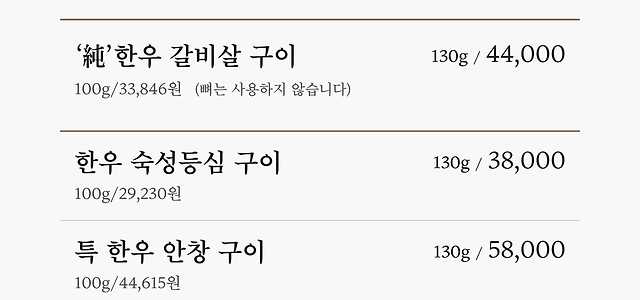 ‘純’한우 갈비살 구이 130g / 44,000
100g/33,846원 (뼈는 사용하지 않습니다)
한우 숙성등심 구이 130g / 38,000
100g/29,230원
특 한우 안창 구이 130g / 58,000
100g/44,615원